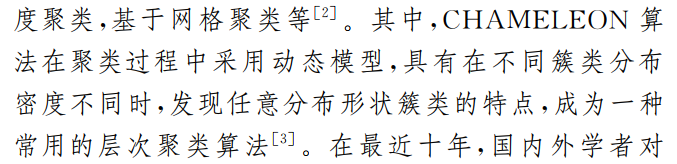 度聚类,基于网格聚类等[2]。其中,CHAMELEON 算
法在聚类过程中采用动态模型,具有在不同簇类分布
密度不同时,发现任意分布形状簇类的特点,成为一种
常用的层次聚类算法[3]。在最近十年,国内外学者对